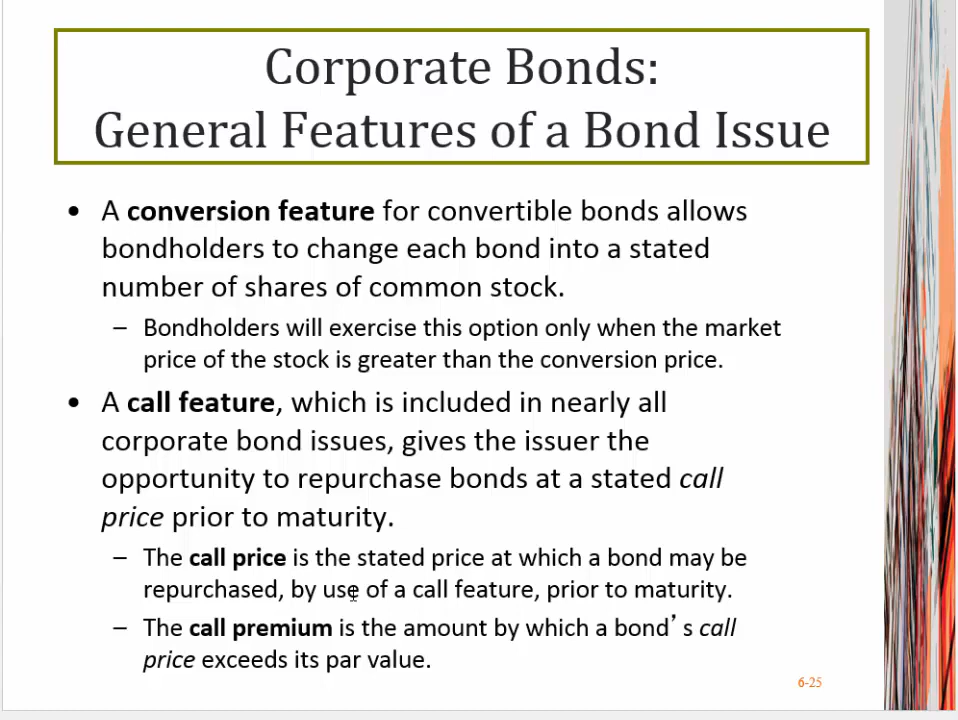 Corporate Bonds:
General Features of a Bond Issue
• A conversion feature for convertible bonds allows
bondholders to change each bond into a stated
number of shares of common stock.
– Bondholders will exercise this option only when the market
price of the stock is greater than the conversion price.
• A call feature, which is included in nearly all
corporate bond issues, gives the issuer the
opportunity to repurchase bonds at a stated call
price prior to maturity.
– The call price is the stated price at which a bond may be
repurchased, by use of a call feature, prior to maturity.
– The call premium is the amount by which a bond’s call
price exceeds its par value.
6-25